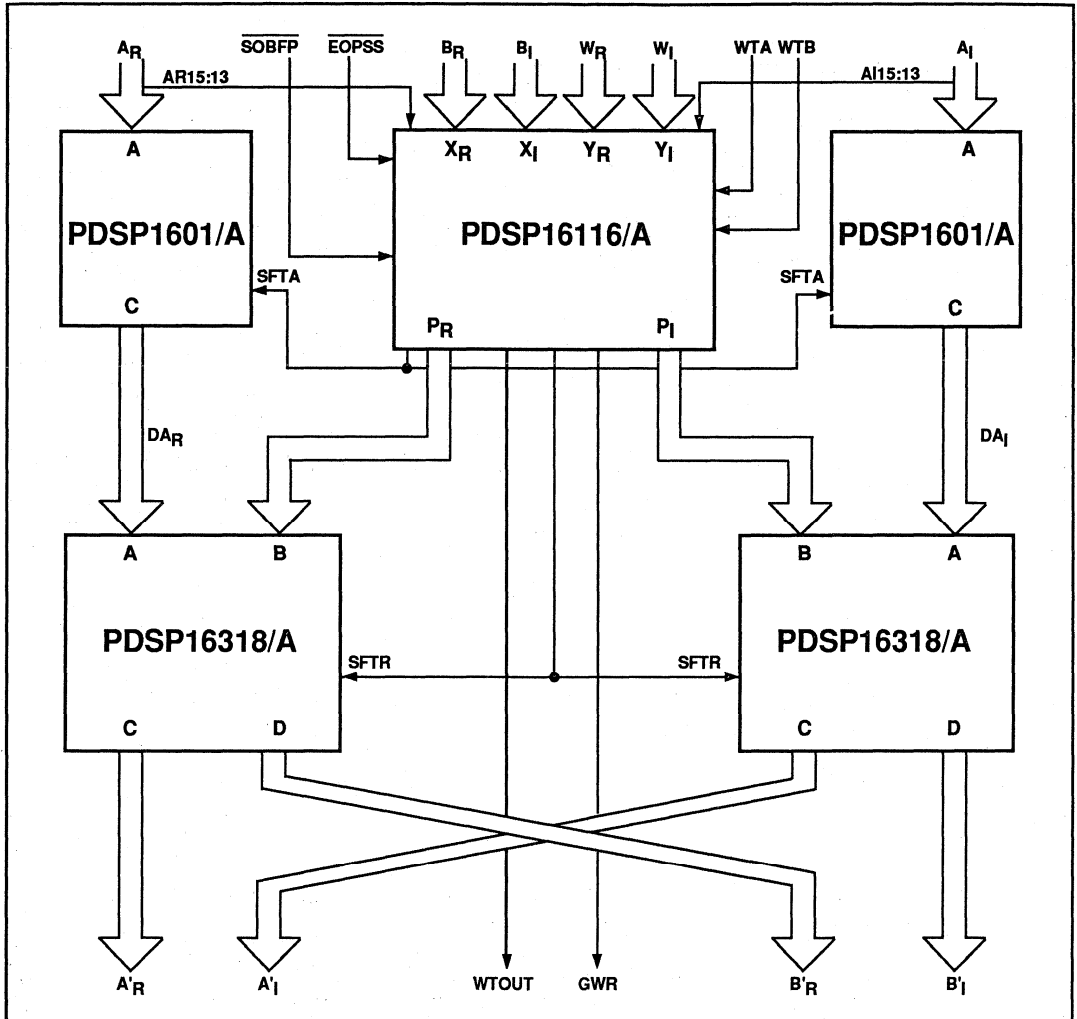 AR SOBFP EOPSS BR BI WR WI WTA WTB AI
AR15:13 AI15:13
A XR XI YR YI A
PDSP1601/A PDSP16116/A PDSP1601/A
SFTA SFTA
C PR PI C
DAR DAI
A B B A
PDSP16318/A PDSP16318/A
SFTR SFTR
C D C D
A'R A'I WTOUT GWR B'R B'I